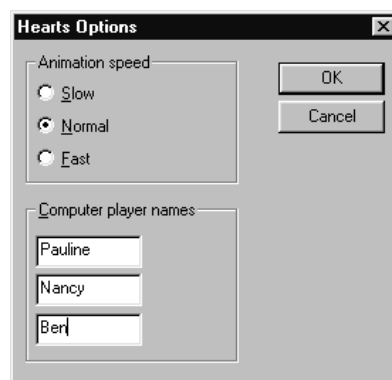 Hearts Options
Animation speed
Slow
Normal
Fast
OK
Cancel
Computer player names
Pauline
Nancy
Ben